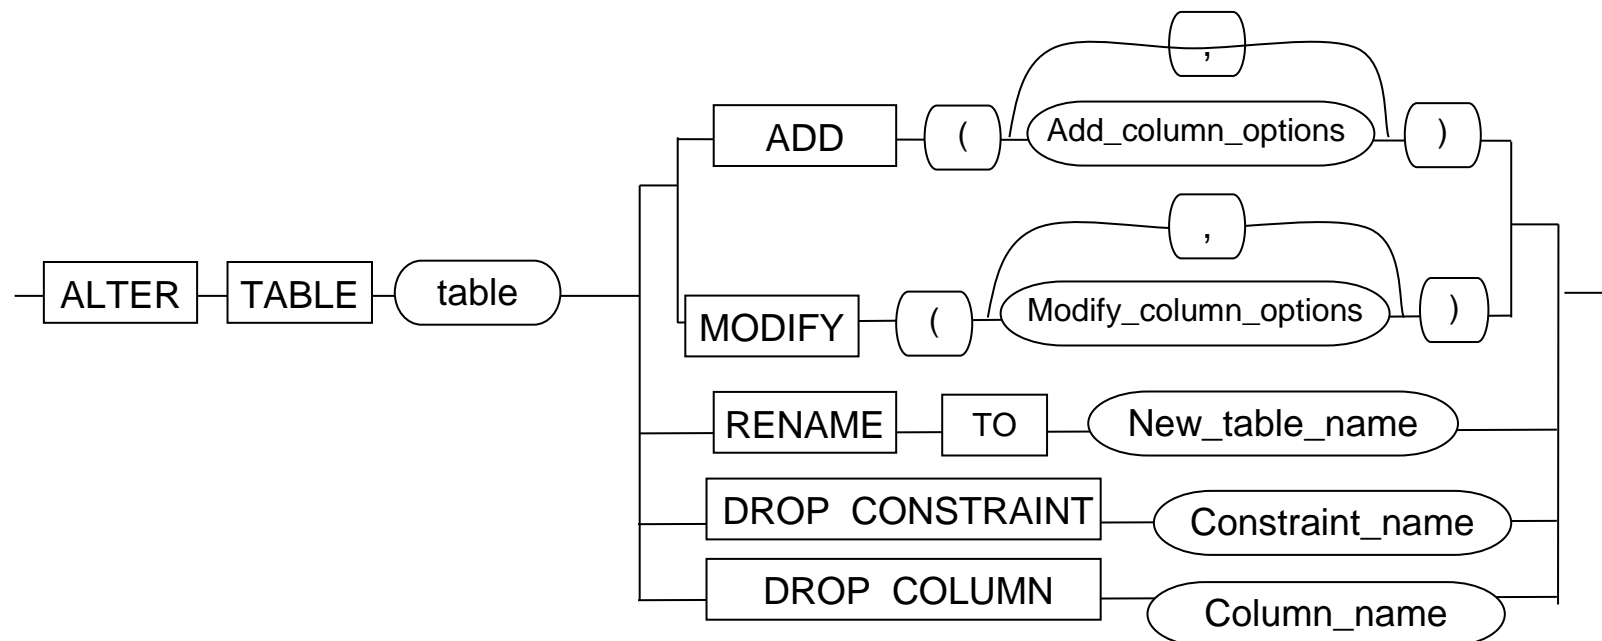 ,
ADD ( Add_column_options )
,
ALTER TABLE table
MODIFY ( Modify_column_options )
RENAME TO New_table_name
DROP CONSTRAINT Constraint_name
DROP COLUMN Column_name